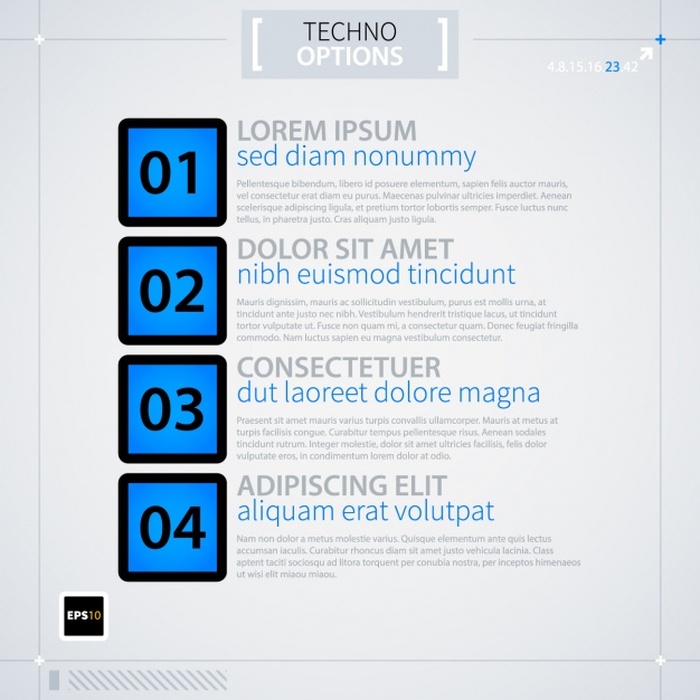 TECHNO
OPTIONS
4.8.15.16.23.42
01
LOREM IPSUM
sed diam nonummy
Pellentesque bibendum, libero id posuere elementum, sapien felis auctor mauris,
vel consectetur erat diam eu purus. Maecenas pulvinar ultricies imperdiet. Aenean
scelerisque adipiscing ligula, et pretium tortor lobortis semper. Fusce luctus nunc
tellus, in pharetra justo. Cras aliquam justo ligula.
02
DOLOR SIT AMET
nibh euismod tincidunt
Mauris dignissim, mauris ac sollicitudin vestibulum, purus est mollis urna, at
tincidunt ante justo nec nibh. Vestibulum hendrerit tristique lacus, ut tincidunt
tortor vulputate ut. Fusce non quam mi, a consectetur quam. Donec feugiat fringilla
commodo. Nam luctus sapien eu magna vestibulum consectetur.
03
CONSECTETUER
dut laoreet dolore magna
Praesent sit amet mauris varius turpis convallis ullamcorper. Mauris at metus at
turpis facilisis congue. Curabitur tempus pellentesque risus. Aenean sodales
tincidunt rutrum. Integer molestie, dolor sit amet ultricies facilisis, felis dolor
vulputate eros, in condimentum lorem dolor at odio.
04
ADIPISCING ELIT
aliquam erat volutpat
Nam non dolor a metus molestie varius. Quisque elementum ante quis lectus
accumsan iaculis. Curabitur rhoncus diam sit amet justo vehicula lacinia. Class
aptent taciti sociosqu ad litora torquent per conubia nostra, per inceptos himenaeos
ut wisi elit miaou miaou.
EPS10